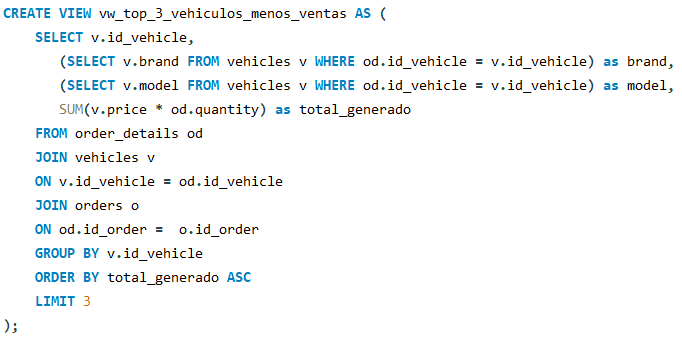 CREATE VIEW vw_top_3_vehiculos_menos_ventas AS (
    SELECT v.id_vehicle,
       (SELECT v.brand FROM vehicles v WHERE od.id_vehicle = v.id_vehicle) as brand,
       (SELECT v.model FROM vehicles v WHERE od.id_vehicle = v.id_vehicle) as model,
       SUM(v.price * od.quantity) as total_generado
    FROM order_details od
    JOIN vehicles v
    ON v.id_vehicle = od.id_vehicle
    JOIN orders o
    ON od.id_order =  o.id_order
    GROUP BY v.id_vehicle
    ORDER BY total_generado ASC
    LIMIT 3
);